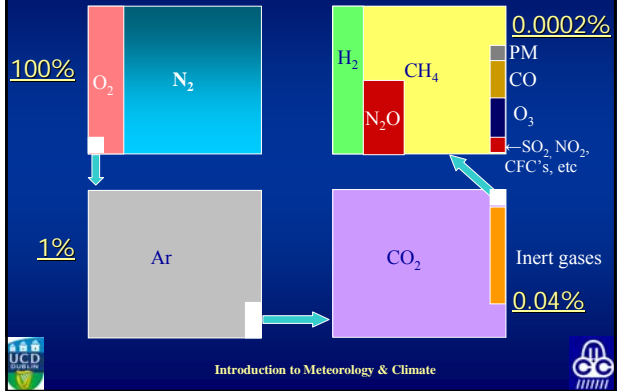 100%
O₂
N₂
0.0002%
H₂
CH₄
N₂O
PM
CO
O₃
←SO₂, NO₂,
CFC's, etc
1%
Ar
CO₂
Inert gases
0.04%
UCD
DUBLIN
Introduction to Meteorology & Climate